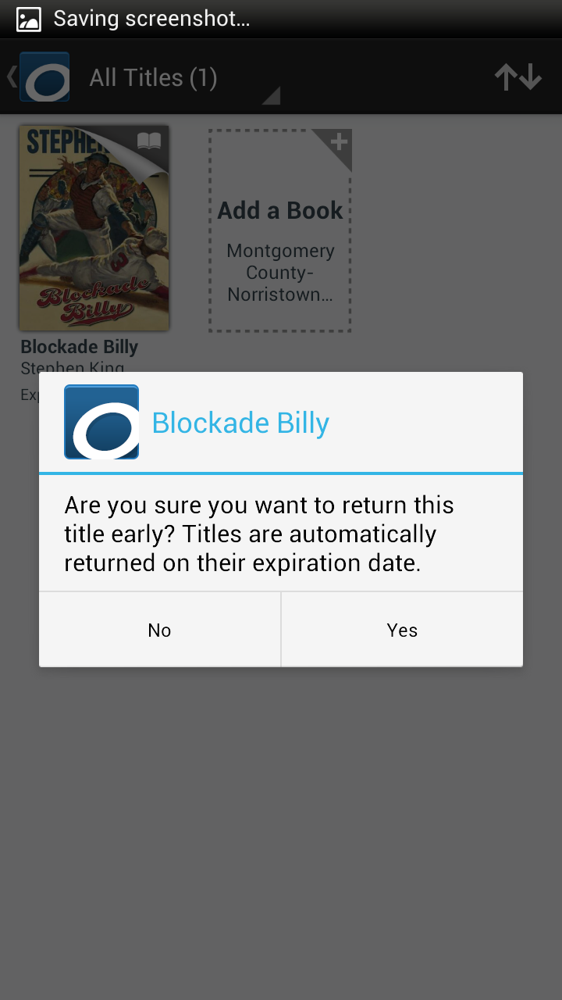 Saving screenshot...
All Titles (1)
STEPHEN
Blockade
Billy
Add a Book
Montgomery
County-
Norristown...
Blockade Billy
Stephen King
Blockade Billy
Are you sure you want to return this
title early? Titles are automatically
returned on their expiration date.
No
Yes